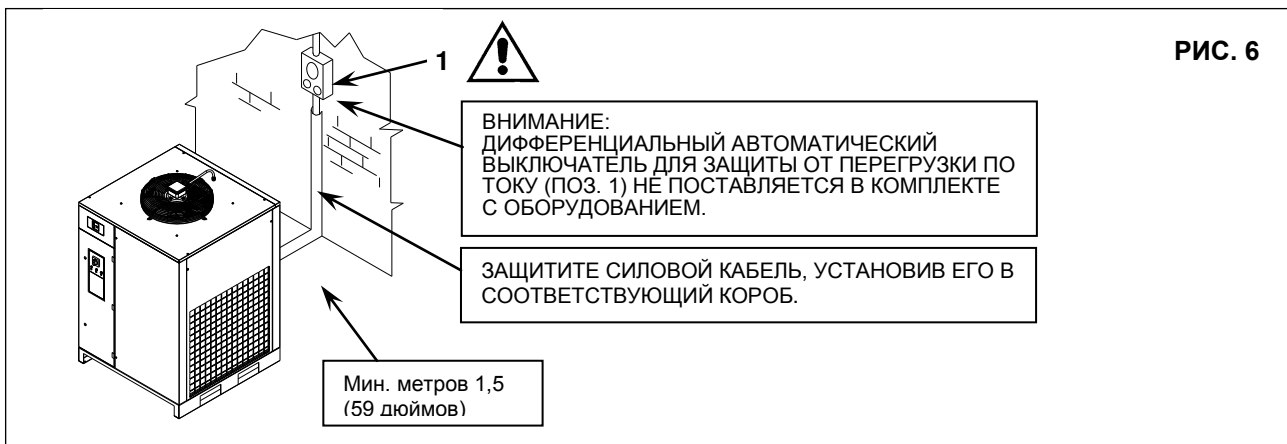 РИС. 6
1
ВНИМАНИЕ:
ДИФФЕРЕНЦИАЛЬНЫЙ АВТОМАТИЧЕСКИЙ
ВЫКЛЮЧАТЕЛЬ ДЛЯ ЗАЩИТЫ ОТ ПЕРЕГРУЗКИ ПО
ТОКУ (ПОЗ. 1) НЕ ПОСТАВЛЯЕТСЯ В КОМПЛЕКТЕ
С ОБОРУДОВАНИЕМ.
ЗАЩИТИТЕ СИЛОВОЙ КАБЕЛЬ, УСТАНОВИВ ЕГО В
СООТВЕТСТВУЮЩИЙ КОРОБ.
Мин. метров 1,5
(59 дюймов)